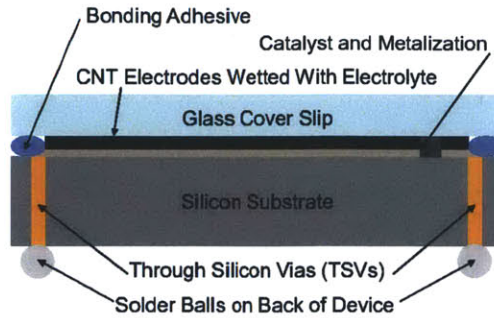 Bonding Adhesive
Catalyst and Metalization
CNT Electrodes Wetted With Electrolyte
Glass Cover Slip
Silicon Substrate
Through Silicon Vias (TSVs)
Solder Balls on Back of Device